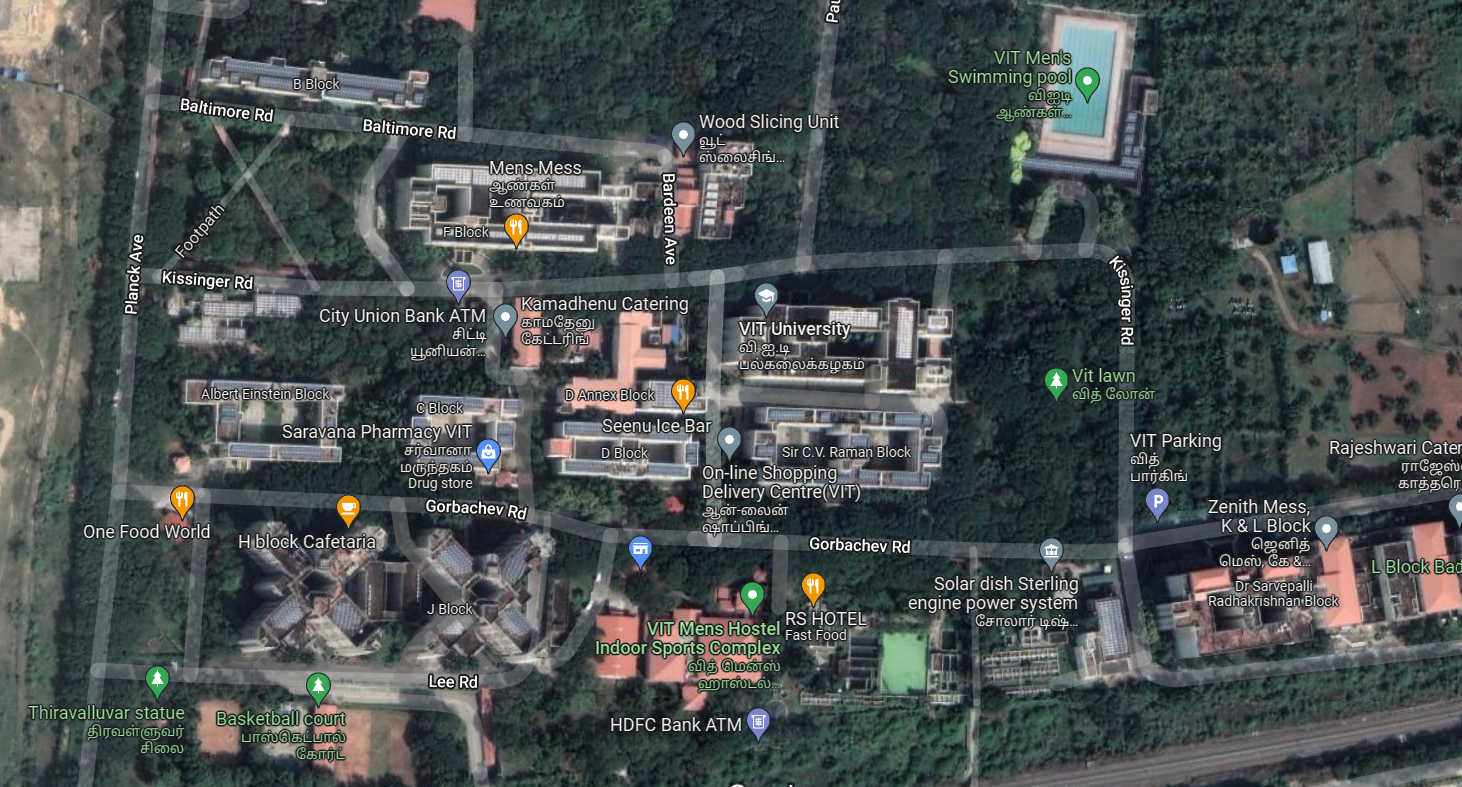 Pau
VIT Men's
Swimming pool
விஐடி
ஆண்கள்...
B Block
Baltimore Rd
Baltimore Rd
Wood Slicing Unit
வூட்
ஸ்லைசிங்...
Mens Mess
ஆண்கள்
உணவகம்
F Block
Bardeen Ave
Footpath
Planck Ave
Kissinger Rd
Kissinger Rd
City Union Bank ATM
சிட்டி
யூனியன்...
Kamadhenu Catering
காமதேனு
கேட்டரிங்
VIT University
வி.ஐ.டி
பல்கலைக்கழகம்
Vit lawn
வித் லோன்
Albert Einstein Block
C Block
D Annex Block
Seenu Ice Bar
Saravana Pharmacy VIT
சரவானா
மருந்தகம்
Drug store
D Block
Sir C.V. Raman Block
On-line Shopping
Delivery Centre(VIT)
ஆன்-லைன்
ஷாப்பிங்...
VIT Parking
வித்
பார்கிங்
Rajeshwari Cater
ராஜேஸ்
காத்தரெ
One Food World
Gorbachev Rd
H block Cafetaria
Gorbachev Rd
Zenith Mess,
K & L Block
ஜெனித்
மெஸ், கே &...
Dr Sarvepalli
Radhakrishnan Block
L Block Bad
Solar dish Sterling
engine power system
சோலார் டிஷ்...
J Block
RS HOTEL
Fast Food
VIT Mens Hostel
Indoor Sports Complex
வித் மென்ஸ்
ஹாஸ்டல்...
Lee Rd
Thiravalluvar statue
திரவள்ளுவர்
சிலை
Basketball court
பாஸ்கெட்பால்
கோர்ட்
HDFC Bank ATM